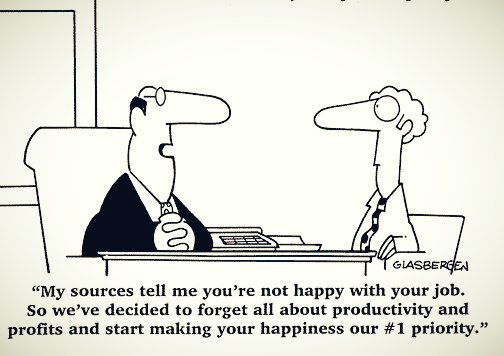 GLASBERGEN
“My sources tell me you’re not happy with your job.
So we’ve decided to forget all about productivity and
profits and start making your happiness our #1 priority.”